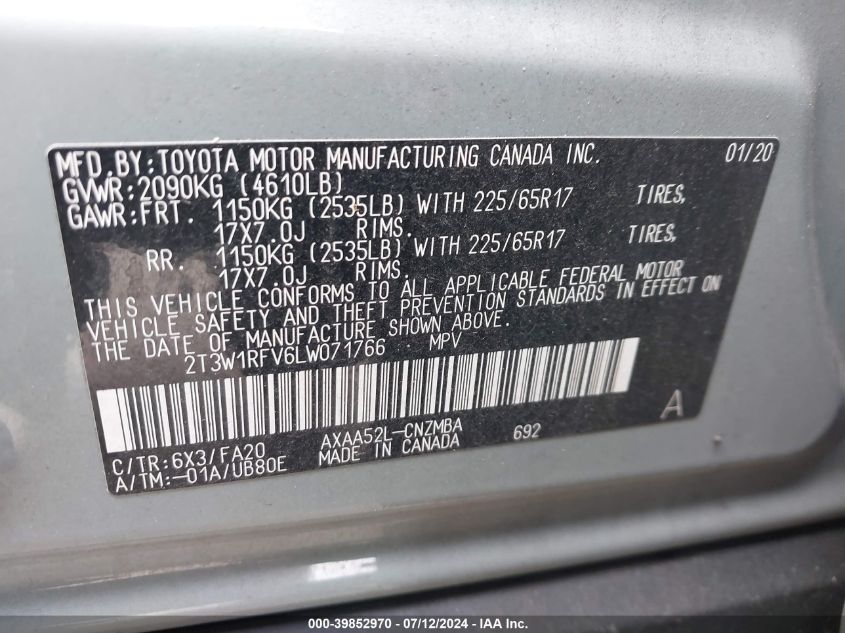 MFD.BY:TOYOTA MOTOR MANUFACTURING CANADA INC. 01/20
GVWR:2090KG (4610LB)
GAWR:FRT. 1150KG (2535LB) WITH 225/65R17 TIRES,
17X7.0J RIMS.
RR. 1150KG (2535LB) WITH 225/65R17 TIRES,
17X7.0J RIMS.
THIS VEHICLE CONFORMS TO ALL APPLICABLE FEDERAL MOTOR
VEHICLE SAFETY AND THEFT PREVENTION STANDARDS IN EFFECT ON
THE DATE OF MANUFACTURE SHOWN ABOVE.
2T3W1RFV6LW071766 MPV
A
C/TR:6X3/FA20 AXAA52L-CNZMBA 692
A/TM:-01A/UB80E MADE IN CANADA
000-39852970 - 07/12/2024 - IAA Inc.